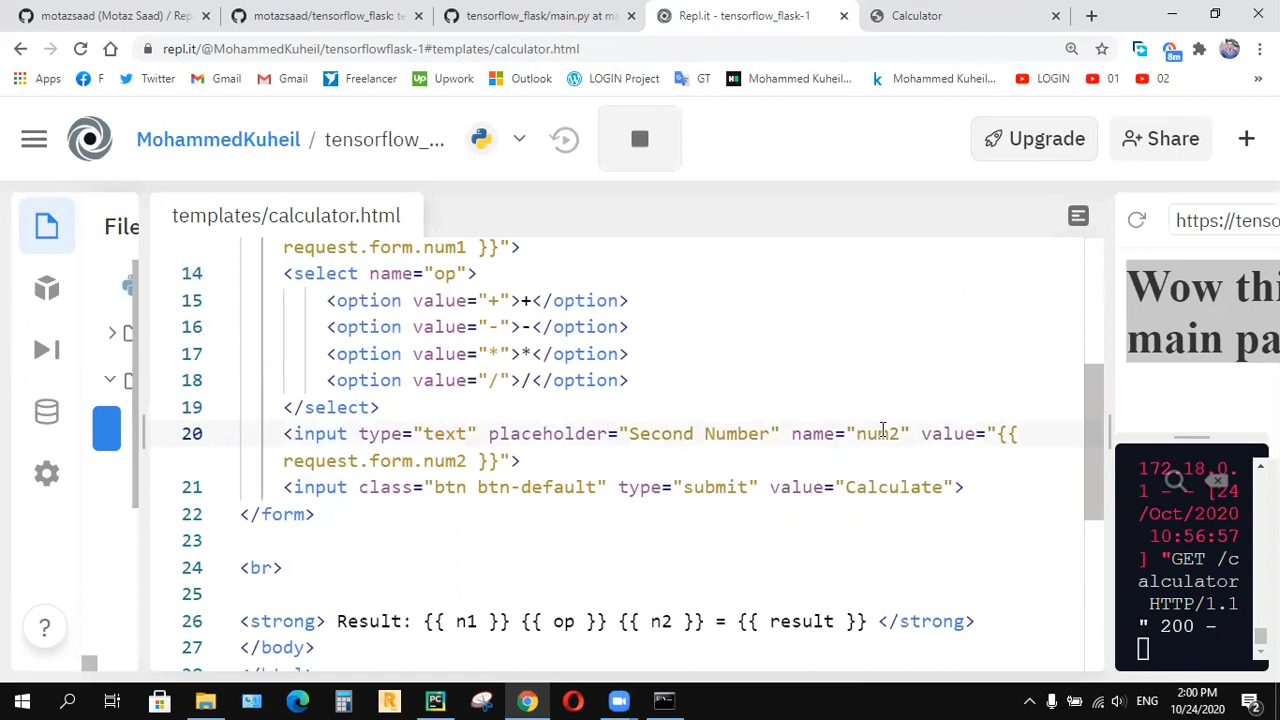 motazsaad (Motaz Saad) / Rep
motazsaad/tensorflow_flask: te
tensorflow_flask/main.py at m
Repl.it - tensorflow_flask-1
Calculator
repl.it/@MohammedKuheil/tensorflowflask-1#templates/calculator.html
Apps
F
Twitter
Gmail
Gmail
Freelancer
Up Upwork
Outlook
LOGIN Project
GT
Mohammed Kuheil...
k Mohammed Kuheil...
LOGIN
01
02
»
8m
MohammedKuheil / tensorflow_...
Upgrade
Share
File
templates/calculator.html
https://tenso
request.form.num1 }}">
14 <select name="op">
15 <option value="+">+</option>
16 <option value="-">-</option>
17 <option value="*">*</option>
18 <option value="/">/</option>
19 </select>
20 <input type="text" placeholder="Second Number" name="num2" value="{{
request.form.num2 }}">
21 <input class="btn btn-default" type="submit" value="Calculate">
22 </form>
23
24 <br>
25
26 <strong> Result: {{ n1 }} {{ op }} {{ n2 }} = {{ result }} </strong>
27 </body>
Wow thi
main pa
172.18.0.
1 - - [24
/Oct/2020
10:56:57
] "GET /c
alculator
HTTP/1.1
" 200 -
?
ENG
2:00 PM
10/24/2020
2